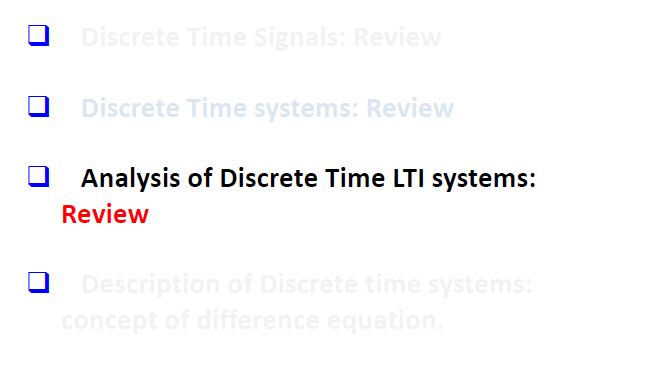 Discrete Time Signals: Review
Discrete Time systems: Review
Analysis of Discrete Time LTI systems:
Review
Description of Discrete time systems:
concept of difference equation.